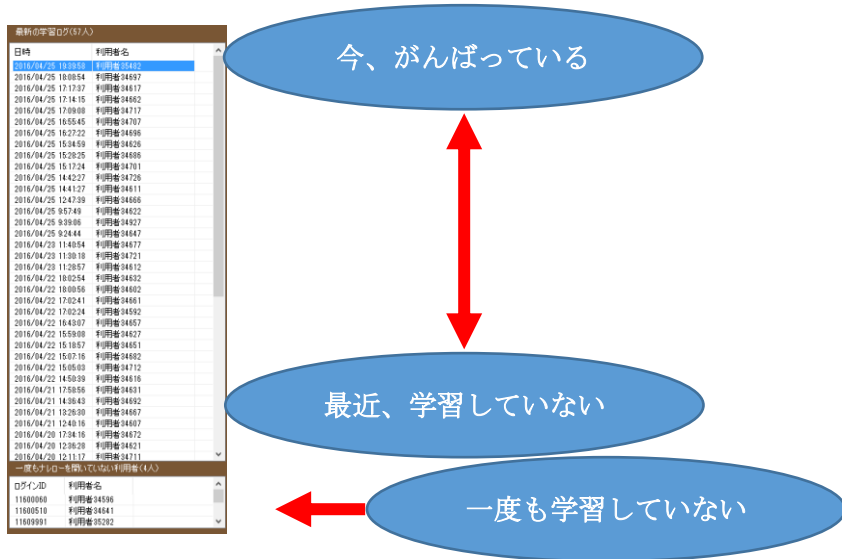 最新の学習ログ(57人)
日時 利用者名
2016/04/25 19:39:58 利用者35482
2016/04/25 18:08:54 利用者34697
2016/04/25 17:17:37 利用者34617
2016/04/25 17:14:15 利用者34662
2016/04/25 17:09:08 利用者34717
2016/04/25 16:55:45 利用者34707
2016/04/25 16:27:22 利用者34696
2016/04/25 15:34:59 利用者34626
2016/04/25 15:28:25 利用者34686
2016/04/25 15:17:24 利用者34701
2016/04/25 14:42:27 利用者34726
2016/04/25 14:41:27 利用者34611
2016/04/25 12:47:39 利用者34666
2016/04/25 9:57:49 利用者34622
2016/04/25 9:39:06 利用者34927
2016/04/25 9:24:44 利用者34647
2016/04/23 11:40:54 利用者34677
2016/04/23 11:30:18 利用者34721
2016/04/23 11:28:57 利用者34612
2016/04/22 18:02:54 利用者34632
2016/04/22 18:00:56 利用者34602
2016/04/22 17:02:41 利用者34661
2016/04/22 17:02:24 利用者34592
2016/04/22 16:43:07 利用者34657
2016/04/22 15:59:08 利用者34627
2016/04/22 15:18:57 利用者34651
2016/04/22 15:07:16 利用者34682
2016/04/22 15:05:03 利用者34712
2016/04/22 14:58:39 利用者34616
2016/04/21 17:58:56 利用者34631
2016/04/21 14:36:43 利用者34692
2016/04/21 13:26:38 利用者34667
2016/04/21 12:40:16 利用者34607
2016/04/20 17:34:16 利用者34672
2016/04/20 12:36:28 利用者34621
2016/04/20 12:11:17 利用者34711
一度もナレローを開いていない利用者(4人)
ログインID 利用者名
11600060 利用者34596
11600510 利用者34641
11609991 利用者35282
今、がんばっている
最近、学習していない
一度も学習していない